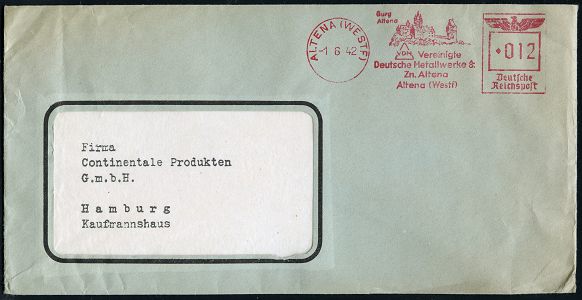 ALTENA (WESTF)
-1 6 42
Burg
Altena
VDM Vereinigte
Deutsche Metallwerke &:
Zn. Altena
Altena (Westf)
*012
Deutsche
Reichspost
Firma
Continentale Produkten
G.m.b.H.
Hamburg
Kaufmannshaus